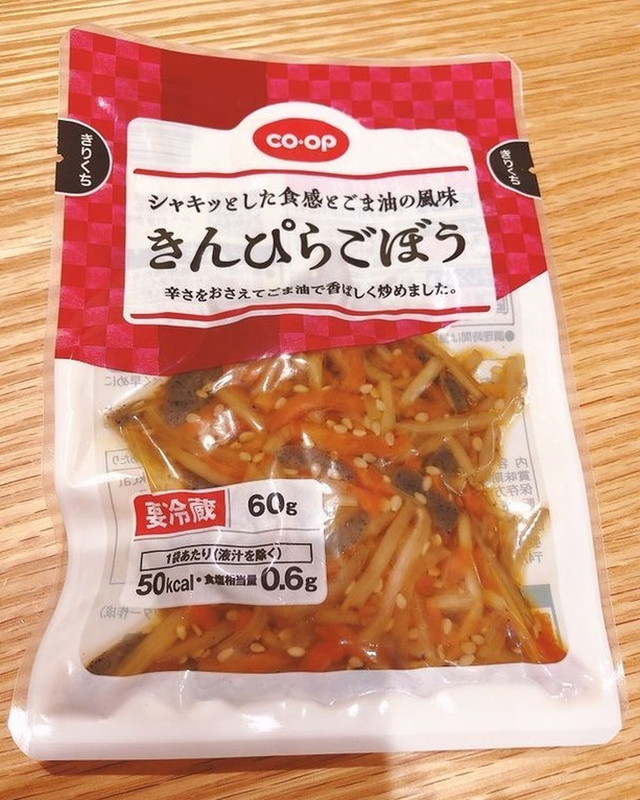 CO·OP
きりくち
きりくち
シャキッとした食感とごま油の風味
きんぴらごぼう
辛さをおさえてごま油で香ばしく炒めました。
要冷蔵 60g
1袋あたり(液汁を除く)
50kcal・食塩相当量0.6g